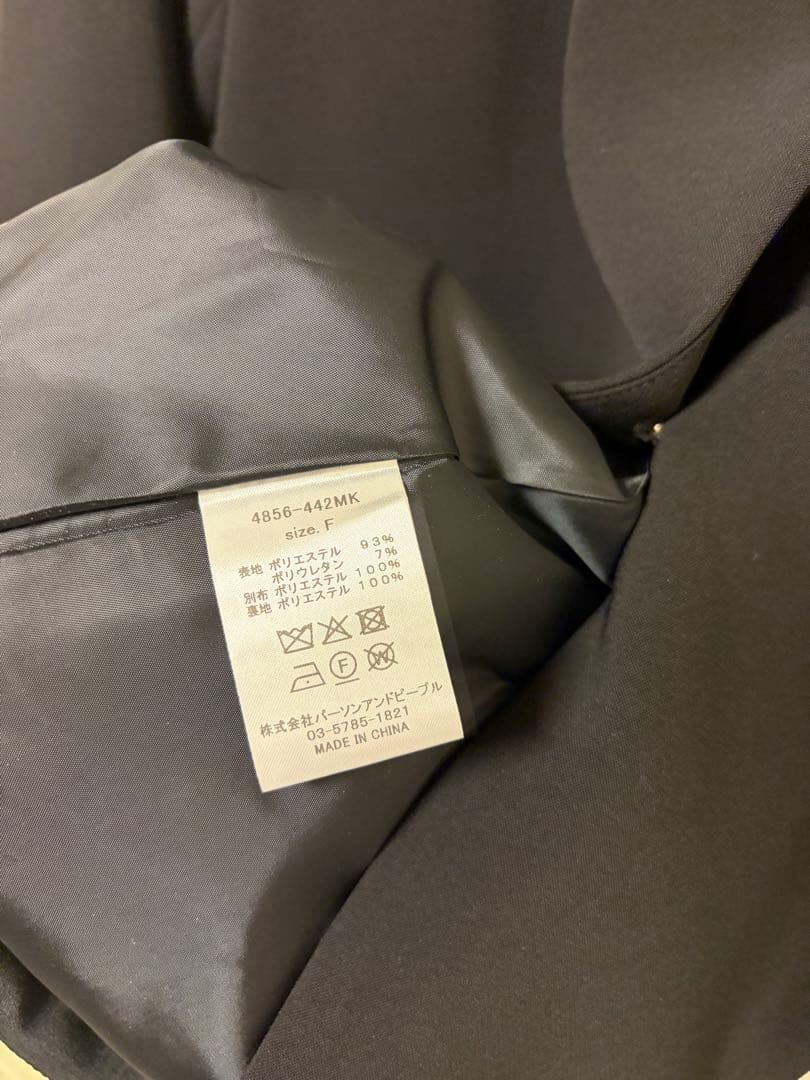 4856-442MK
size. F
表地 ポリエステル 93%
ポリウレタン 7%
別布 ポリエステル 100%
裏地 ポリエステル 100%
F W
株式会社パーソンアンドピープル
03-5785-1821
MADE IN CHINA